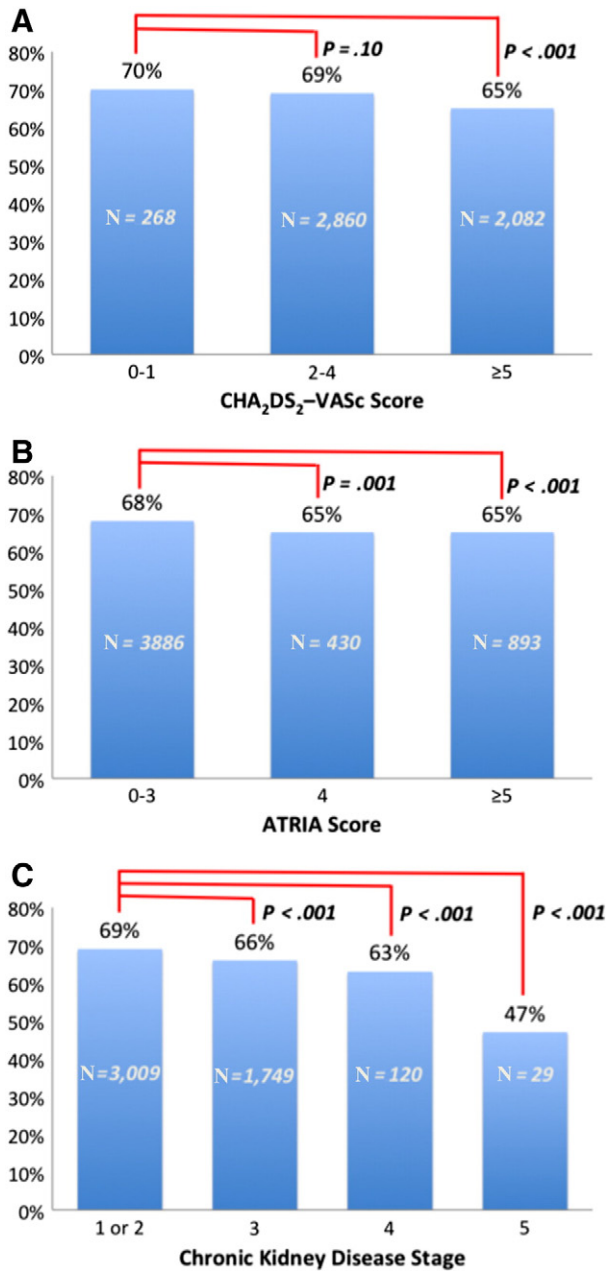 A
80%
P = .10
P < .001
70%
69%
65%
70%
60%
50%
40%
30%
20%
10%
0%
N = 268
N = 2,860
N = 2,082
0-1
2-4
≥5
CHA₂DS₂–VASc Score
B
80%
P = .001
P < .001
68%
65%
65%
70%
60%
50%
40%
30%
20%
10%
0%
N = 3886
N = 430
N = 893
0-3
4
≥5
ATRIA Score
C
80%
P < .001
P < .001
P < .001
69%
66%
63%
47%
70%
60%
50%
40%
30%
20%
10%
0%
N=3,009
N=1,749
N = 120
N = 29
1 or 2
3
4
5
Chronic Kidney Disease Stage